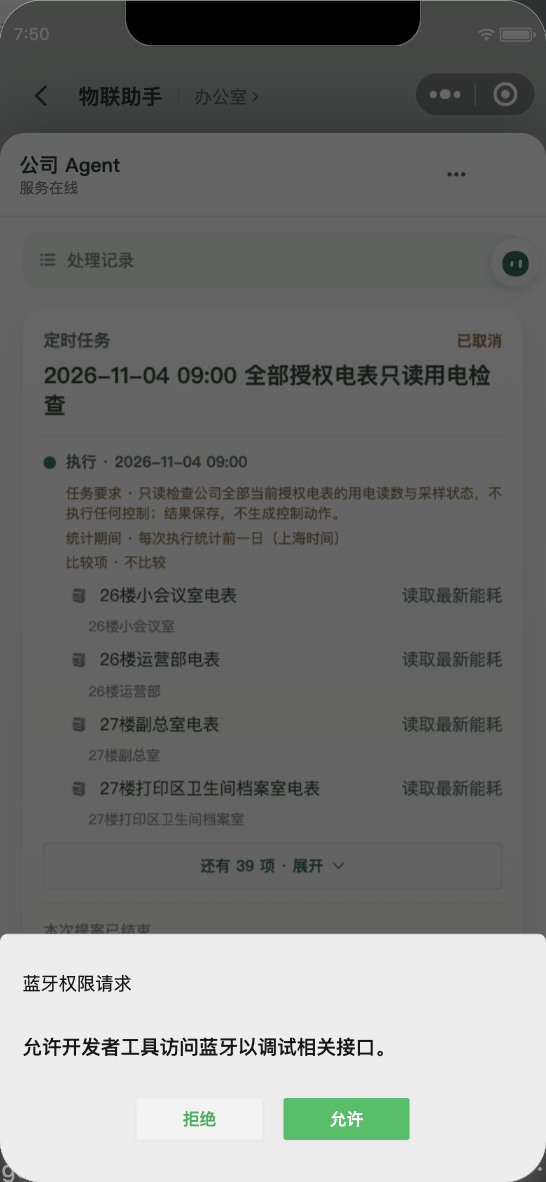 7:50
物联助手
办公室
公司 Agent
服务在线
处理记录
定时任务
已取消
2026-11-04 09:00 全部授权电表只读用电检
查
执行 · 2026-11-04 09:00
任务要求 · 只读检查公司全部当前授权电表的用电读数与采样状态，不
执行任何控制；结果保存，不生成控制动作。
统计期间 · 每次执行统计前一日（上海时间）
比较项 · 不比较
26楼小会议室电表
读取最新能耗
26楼小会议室
26楼运营部电表
读取最新能耗
26楼运营部
27楼副总室电表
读取最新能耗
27楼副总室
27楼打印区卫生间档案室电表
读取最新能耗
27楼打印区卫生间档案室
还有 39 项 · 展开
本次提案已结束
蓝牙权限请求
允许开发者工具访问蓝牙以调试相关接口。
拒绝
允许